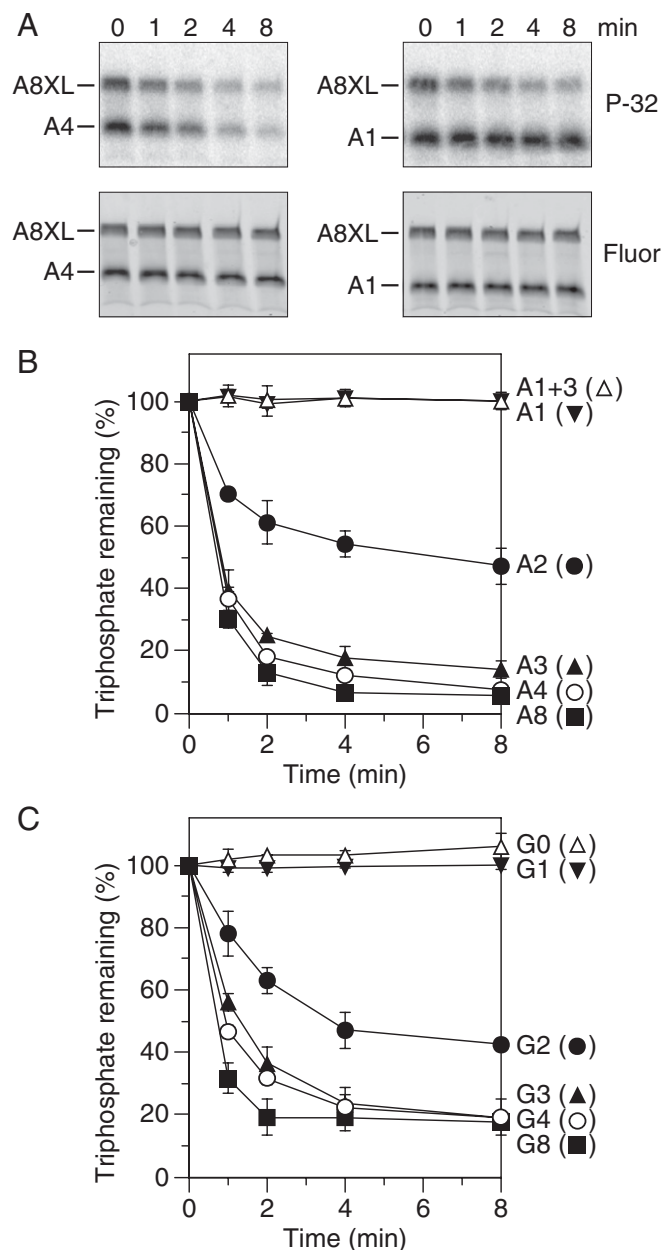 A
0 1 2 4 8 min
0 1 2 4 8
A8XL
A4
A8XL
A1
P-32
A8XL
A4
A8XL
A1
Fluor
B
Triphosphate remaining (%)
100
80
60
40
20
0
0 2 4 6 8
Time (min)
A1+3 (△)
A1 (▼)
A2 (●)
A3 (▲)
A4 (○)
A8 (■)
C
Triphosphate remaining (%)
100
80
60
40
20
0
0 2 4 6 8
Time (min)
G0 (△)
G1 (▼)
G2 (●)
G3 (▲)
G4 (○)
G8 (■)